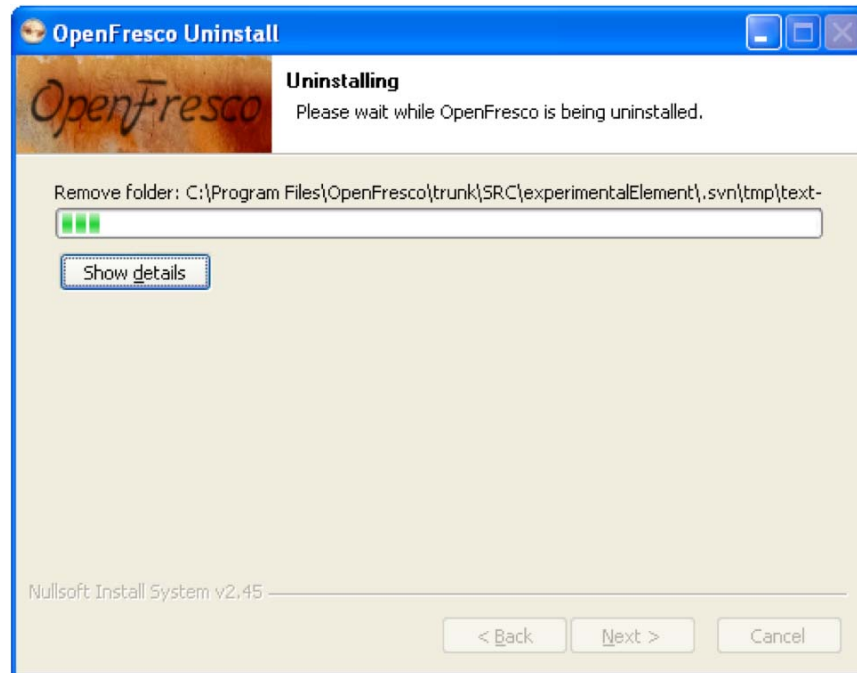 OpenFresco Uninstall
OpenFresco
Uninstalling
Please wait while OpenFresco is being uninstalled.
Remove folder: C:\Program Files\OpenFresco\trunk\SRC\experimentalElement\.svn\tmp\text-
Show details
Nullsoft Install System v2.45
< Back Next > Cancel